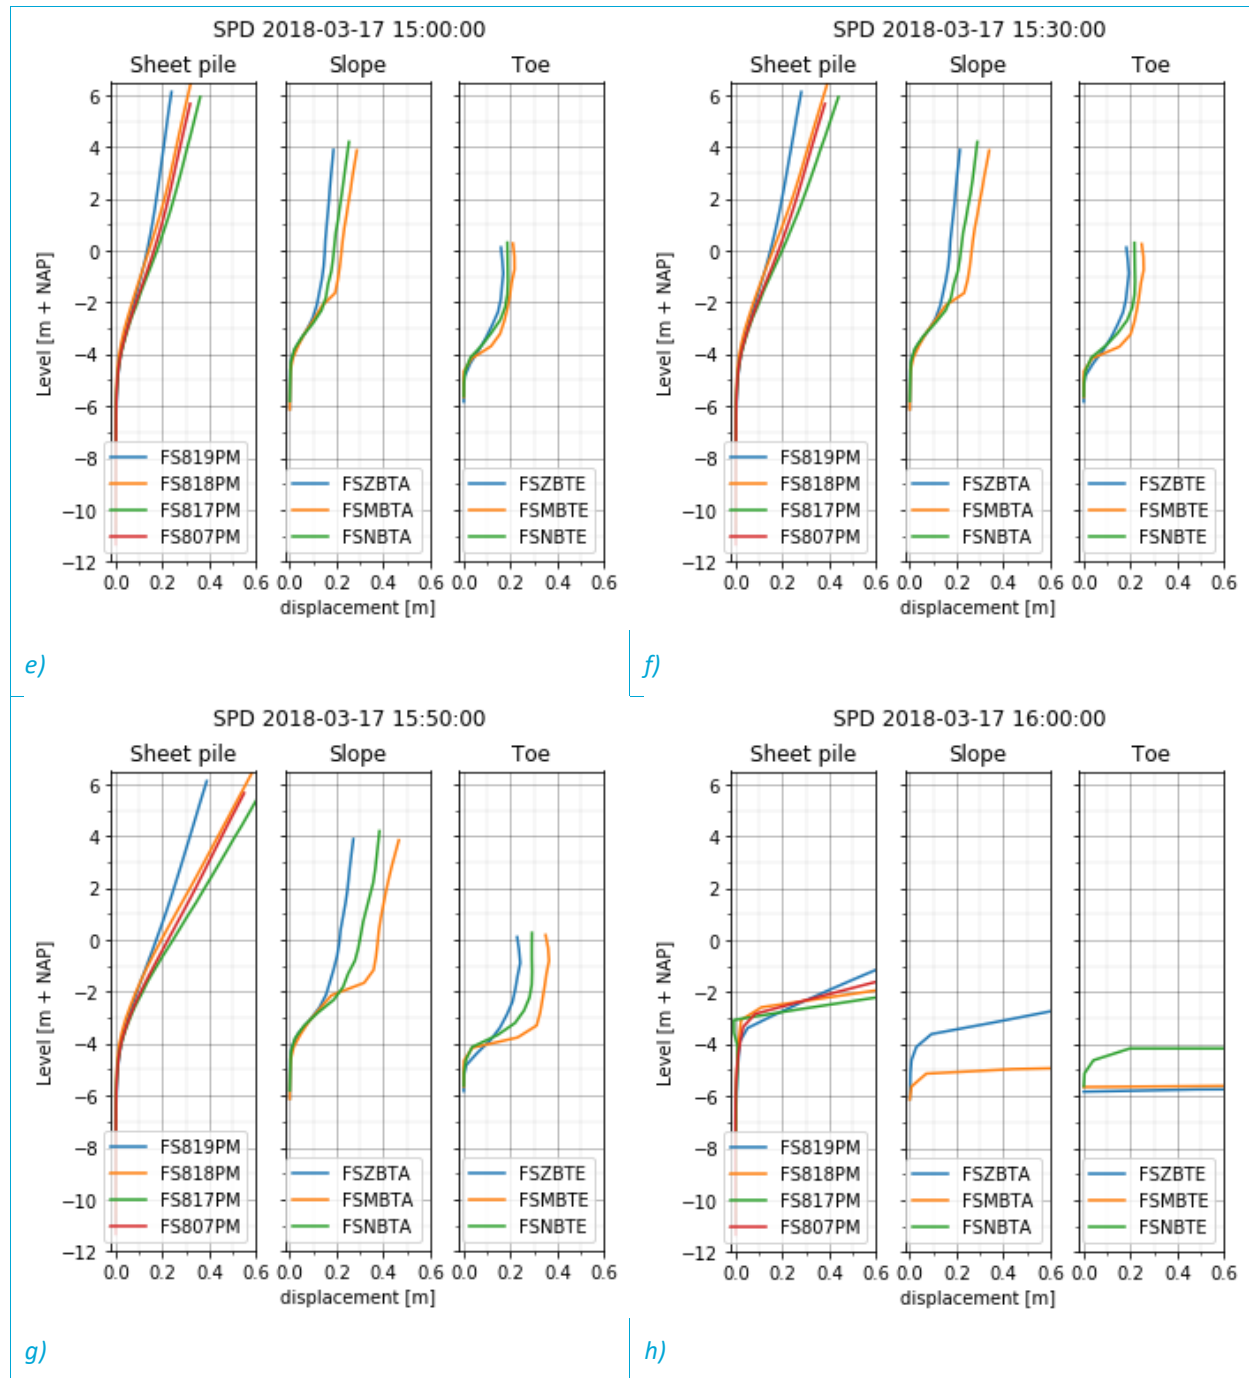 SPD 2018-03-17 15:00:00
Sheet pile Slope Toe
6
4
2
0
−2
−4
−6
−8
−10
−12
Level [m + NAP]
FS819PM
FS818PM
FS817PM
FS807PM
FSZBTA
FSMBTA
FSNBTA
FSZBTE
FSMBTE
FSNBTE
0.0 0.2 0.4 0.6 0.0 0.2 0.4 0.6 0.0 0.2 0.4 0.6
displacement [m]
e)
SPD 2018-03-17 15:30:00
Sheet pile Slope Toe
6
4
2
0
−2
−4
−6
−8
−10
−12
Level [m + NAP]
FS819PM
FS818PM
FS817PM
FS807PM
FSZBTA
FSMBTA
FSNBTA
FSZBTE
FSMBTE
FSNBTE
0.0 0.2 0.4 0.6 0.0 0.2 0.4 0.6 0.0 0.2 0.4 0.6
displacement [m]
f)
SPD 2018-03-17 15:50:00
Sheet pile Slope Toe
6
4
2
0
−2
−4
−6
−8
−10
−12
Level [m + NAP]
FS819PM
FS818PM
FS817PM
FS807PM
FSZBTA
FSMBTA
FSNBTA
FSZBTE
FSMBTE
FSNBTE
0.0 0.2 0.4 0.6 0.0 0.2 0.4 0.6 0.0 0.2 0.4 0.6
displacement [m]
g)
SPD 2018-03-17 16:00:00
Sheet pile Slope Toe
6
4
2
0
−2
−4
−6
−8
−10
−12
Level [m + NAP]
FS819PM
FS818PM
FS817PM
FS807PM
FSZBTA
FSMBTA
FSNBTA
FSZBTE
FSMBTE
FSNBTE
0.0 0.2 0.4 0.6 0.0 0.2 0.4 0.6 0.0 0.2 0.4 0.6
displacement [m]
h)